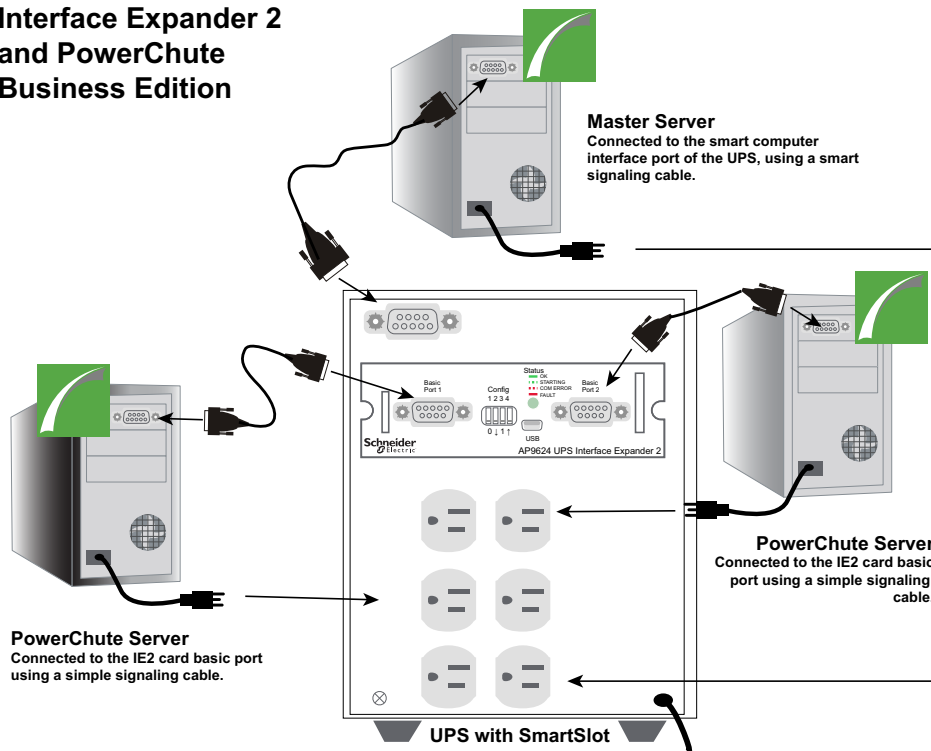 Interface Expander 2
and PowerChute
Business Edition
Master Server
Connected to the smart computer
interface port of the UPS, using a smart
signaling cable.
Basic
Port 1
Config
1 2 3 4
0 ↓ 1 ↑
Status
OK
STARTING
COM ERROR
FAULT
USB
Basic
Port 2
Schneider
Electric
AP9624 UPS Interface Expander 2
PowerChute Server
Connected to the IE2 card basic
port using a simple signaling
cable.
PowerChute Server
Connected to the IE2 card basic port
using a simple signaling cable.
UPS with SmartSlot